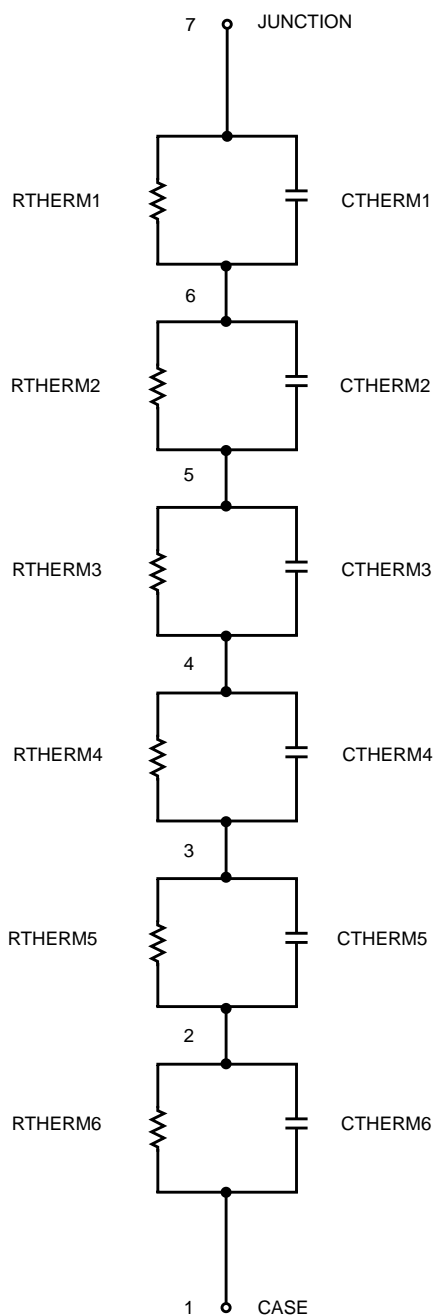 7 JUNCTION
RTHERM1 CTHERM1
6
RTHERM2 CTHERM2
5
RTHERM3 CTHERM3
4
RTHERM4 CTHERM4
3
RTHERM5 CTHERM5
2
RTHERM6 CTHERM6
1 CASE